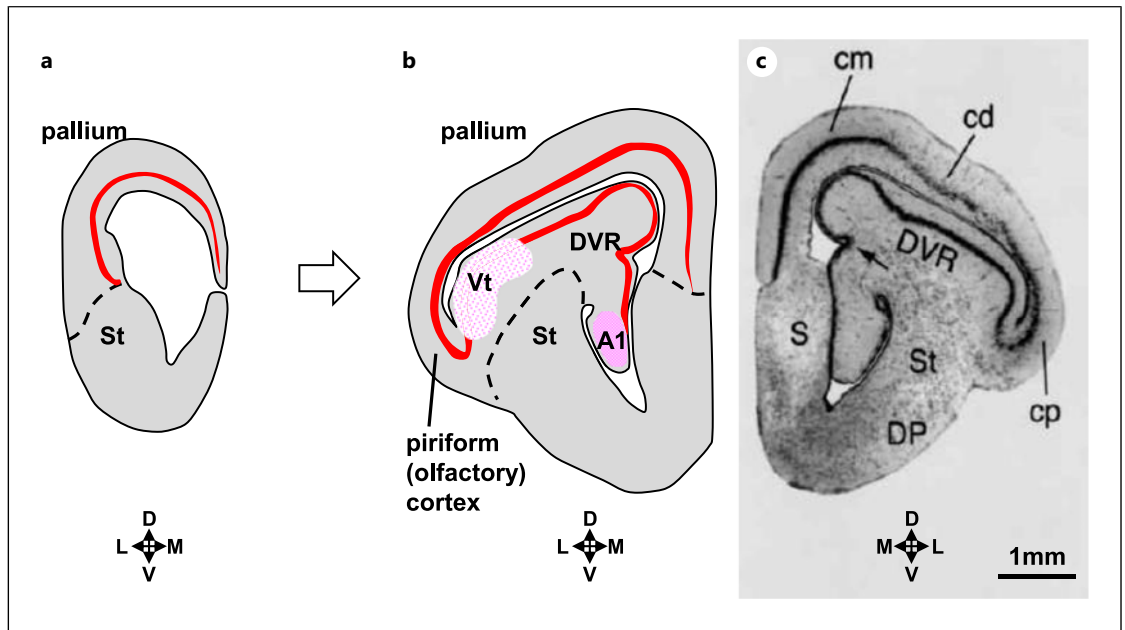 a
pallium
St
D
L M
V
b
pallium
DVR
Vt
St
A1
piriform
(olfactory)
cortex
D
L M
V
c
cm
cd
DVR
S
St
cp
DP
D
M L
V
1mm